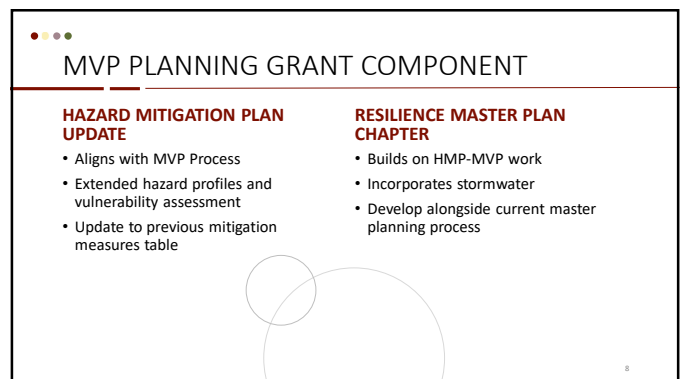 MVP PLANNING GRANT COMPONENT
HAZARD MITIGATION PLAN
UPDATE
• Aligns with MVP Process
• Extended hazard profiles and
vulnerability assessment
• Update to previous mitigation
measures table
RESILIENCE MASTER PLAN
CHAPTER
• Builds on HMP-MVP work
• Incorporates stormwater
• Develop alongside current master
planning process
8